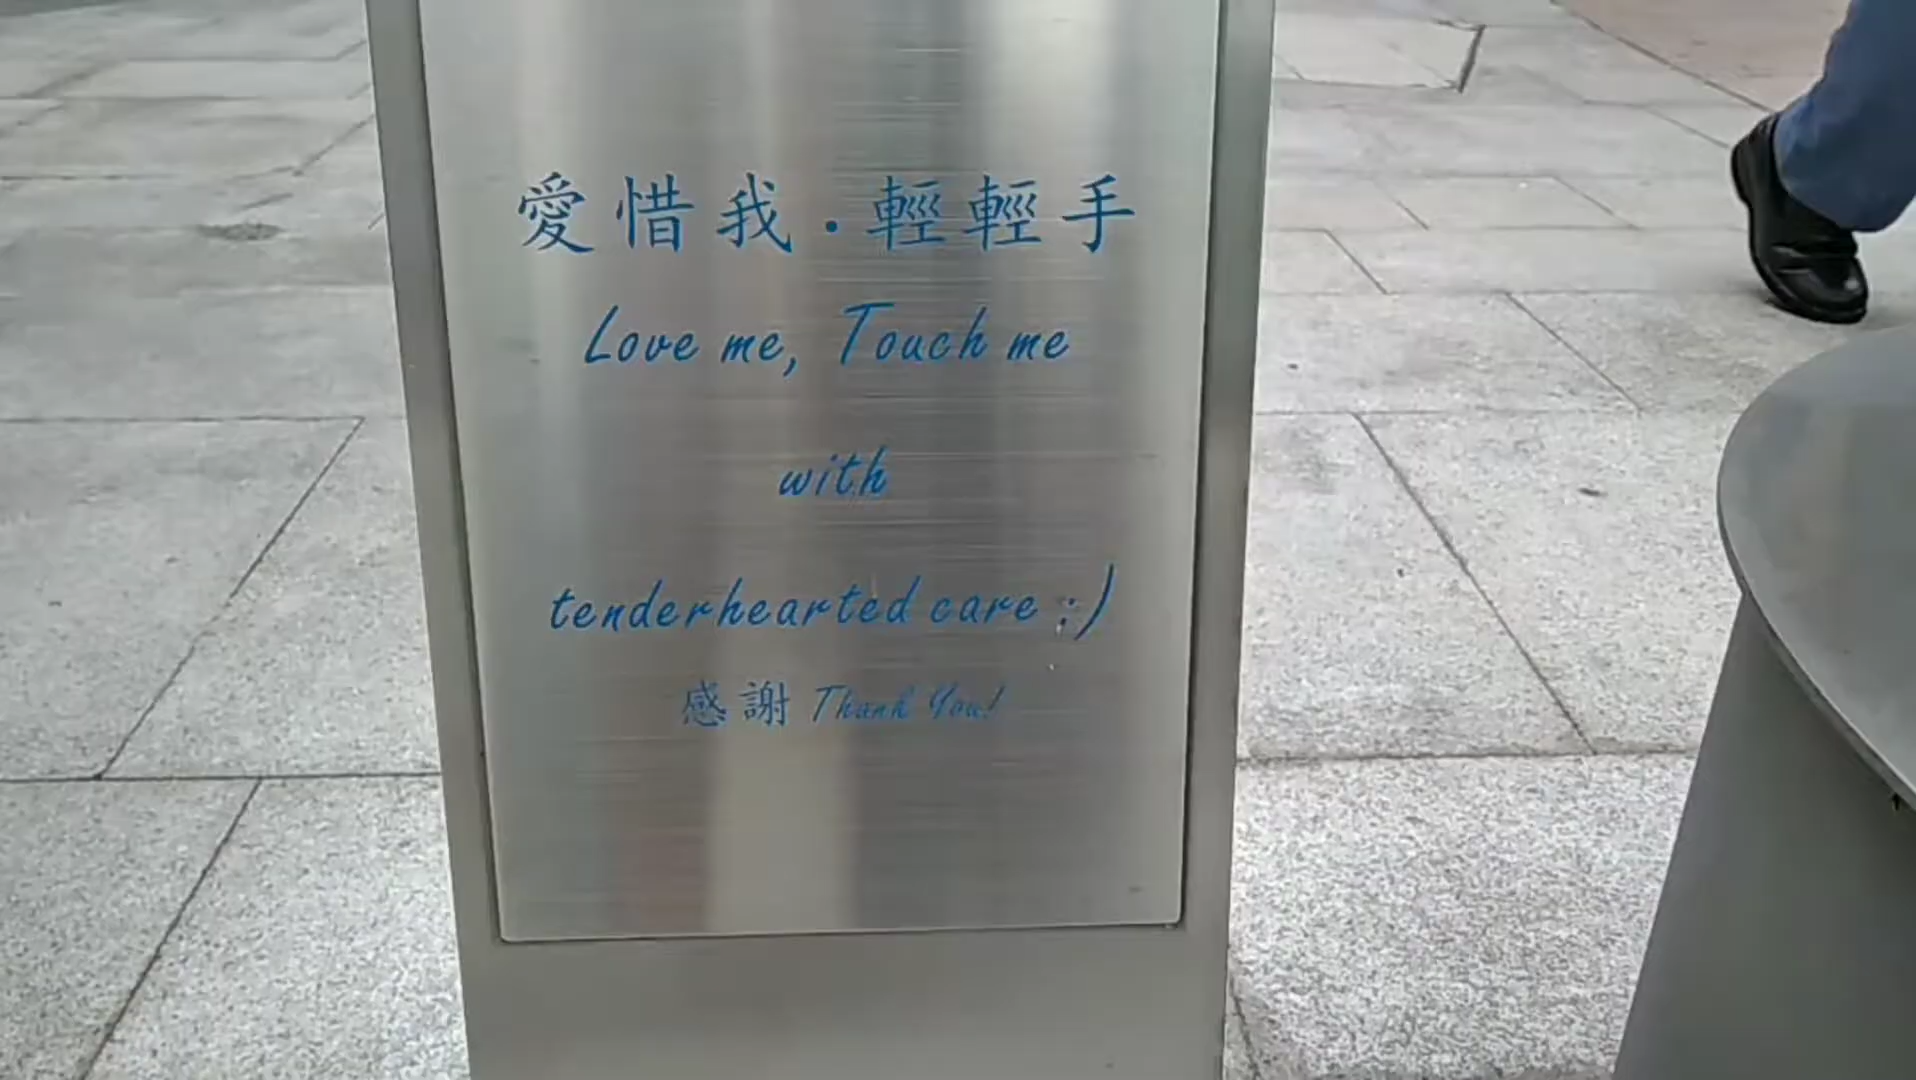 愛惜我·輕輕手
Love me, Touch me
with
tenderhearted care :)
感謝 Thank You!